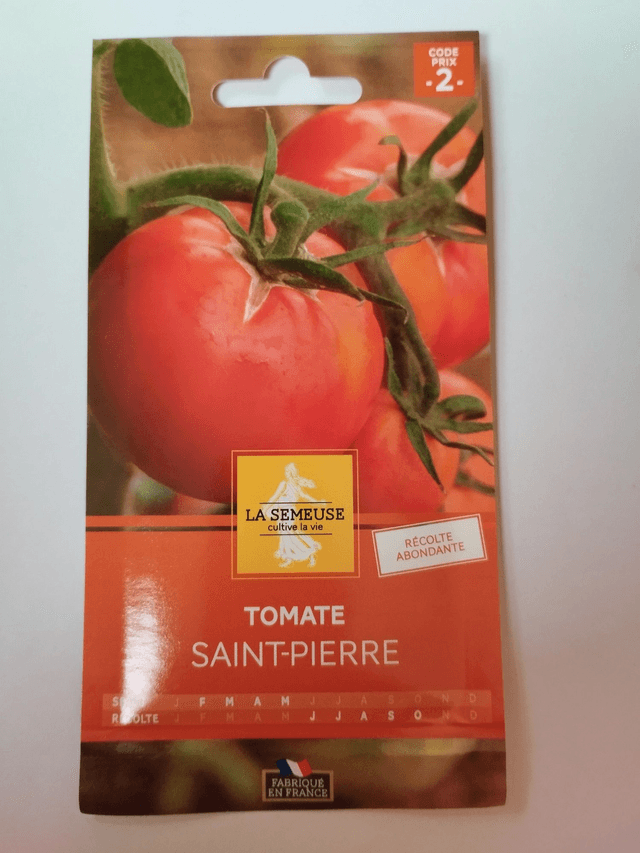 CODE
PRIX
-2-
LA SEMEUSE
cultive la vie
RÉCOLTE
ABONDANTE
TOMATE
SAINT-PIERRE
J F M A M J J A S O N D
RÉCOLTE J F M A M J J A S O N D
FABRIQUÉ
EN FRANCE